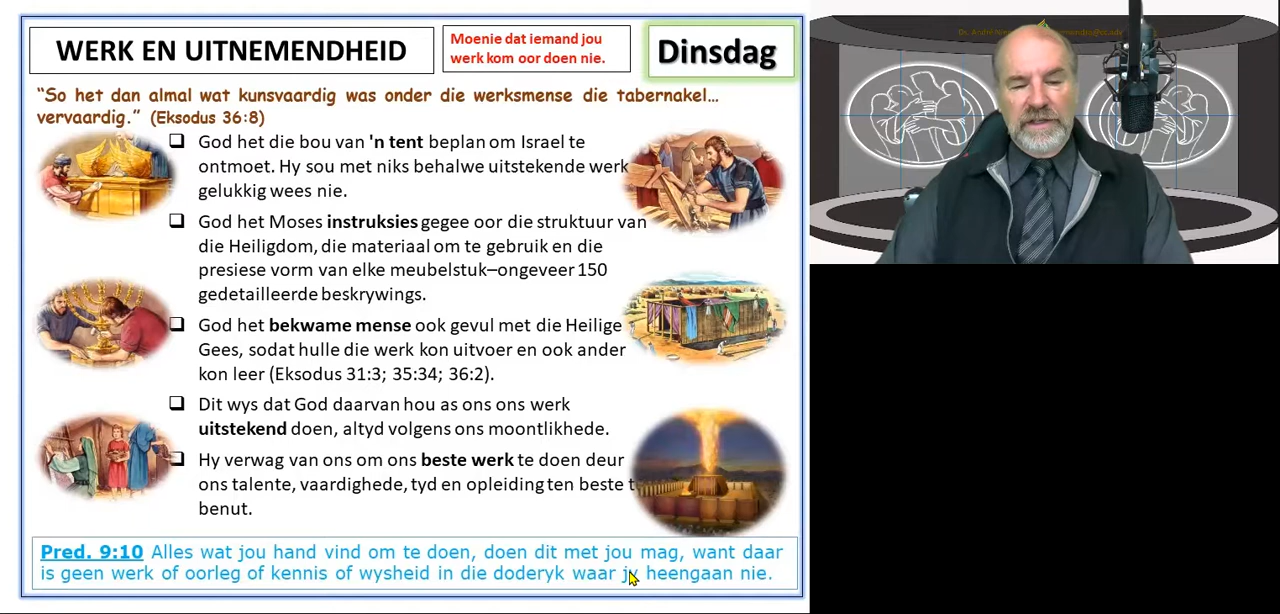 WERK EN UITNEMENDHEID
Moenie dat iemand jou
werk kom oor doen nie.
Dinsdag
“So het dan almal wat kunsvaardig was onder die werksmense die tabernakel…
vervaardig.” (Eksodus 36:8)
God het die bou van 'n tent beplan om Israel te
ontmoet. Hy sou met niks behalwe uitstekende werk
gelukkig wees nie.
God het Moses instruksies gegee oor die struktuur van
die Heiligdom, die materiaal om te gebruik en die
presiese vorm van elke meubelstuk–ongeveer 150
gedetailleerde beskrywings.
God het bekwame mense ook gevul met die Heilige
Gees, sodat hulle die werk kon uitvoer en ook ander
kon leer (Eksodus 31:3; 35:34; 36:2).
Dit wys dat God daarvan hou as ons ons werk
uitstekend doen, altyd volgens ons moontlikhede.
Hy verwag van ons om ons beste werk te doen deur
ons talente, vaardighede, tyd en opleiding ten beste
benut.
Pred. 9:10 Alles wat jou hand vind om te doen, doen dit met jou mag, want daar
is geen werk of oorleg of kennis of wysheid in die doderyk waar jy heengaan nie.